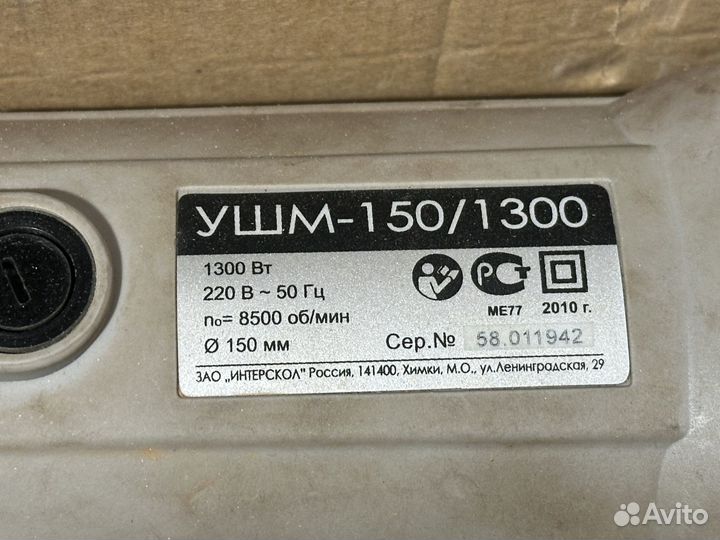 УШМ-150/1300
1300 Вт
220 В ~ 50 Гц
n₀= 8500 об/мин
Ø 150 мм
РСТ
МЕ77
2010 г.
Сер.№ 58.011942
ЗАО „ИНТЕРСКОЛ" Россия, 141400, Химки, М.О., ул.Ленинградская, 29
Avito